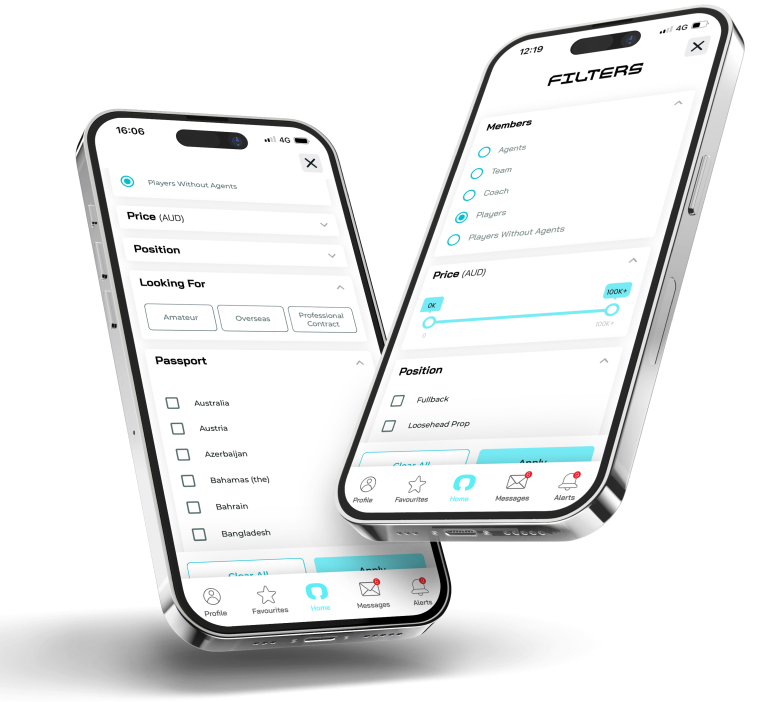 16:06
4G
Players Without Agents
Price (AUD)
Position
Looking For
Amateur
Overseas
Professional
Contract
Passport
Australia
Austria
Azerbaijan
Bahamas (the)
Bahrain
Bangladesh
Clear All
Apply
Profile
Favourites
Home
Messages
Alerts
12:19
4G
FILTERS
Members
Agents
Team
Coach
Players
Players Without Agents
Price (AUD)
0K
100K+
0
100K+
Position
Fullback
Loosehead Prop
Clear All
Apply
Profile
Favourites
Home
Messages
Alerts